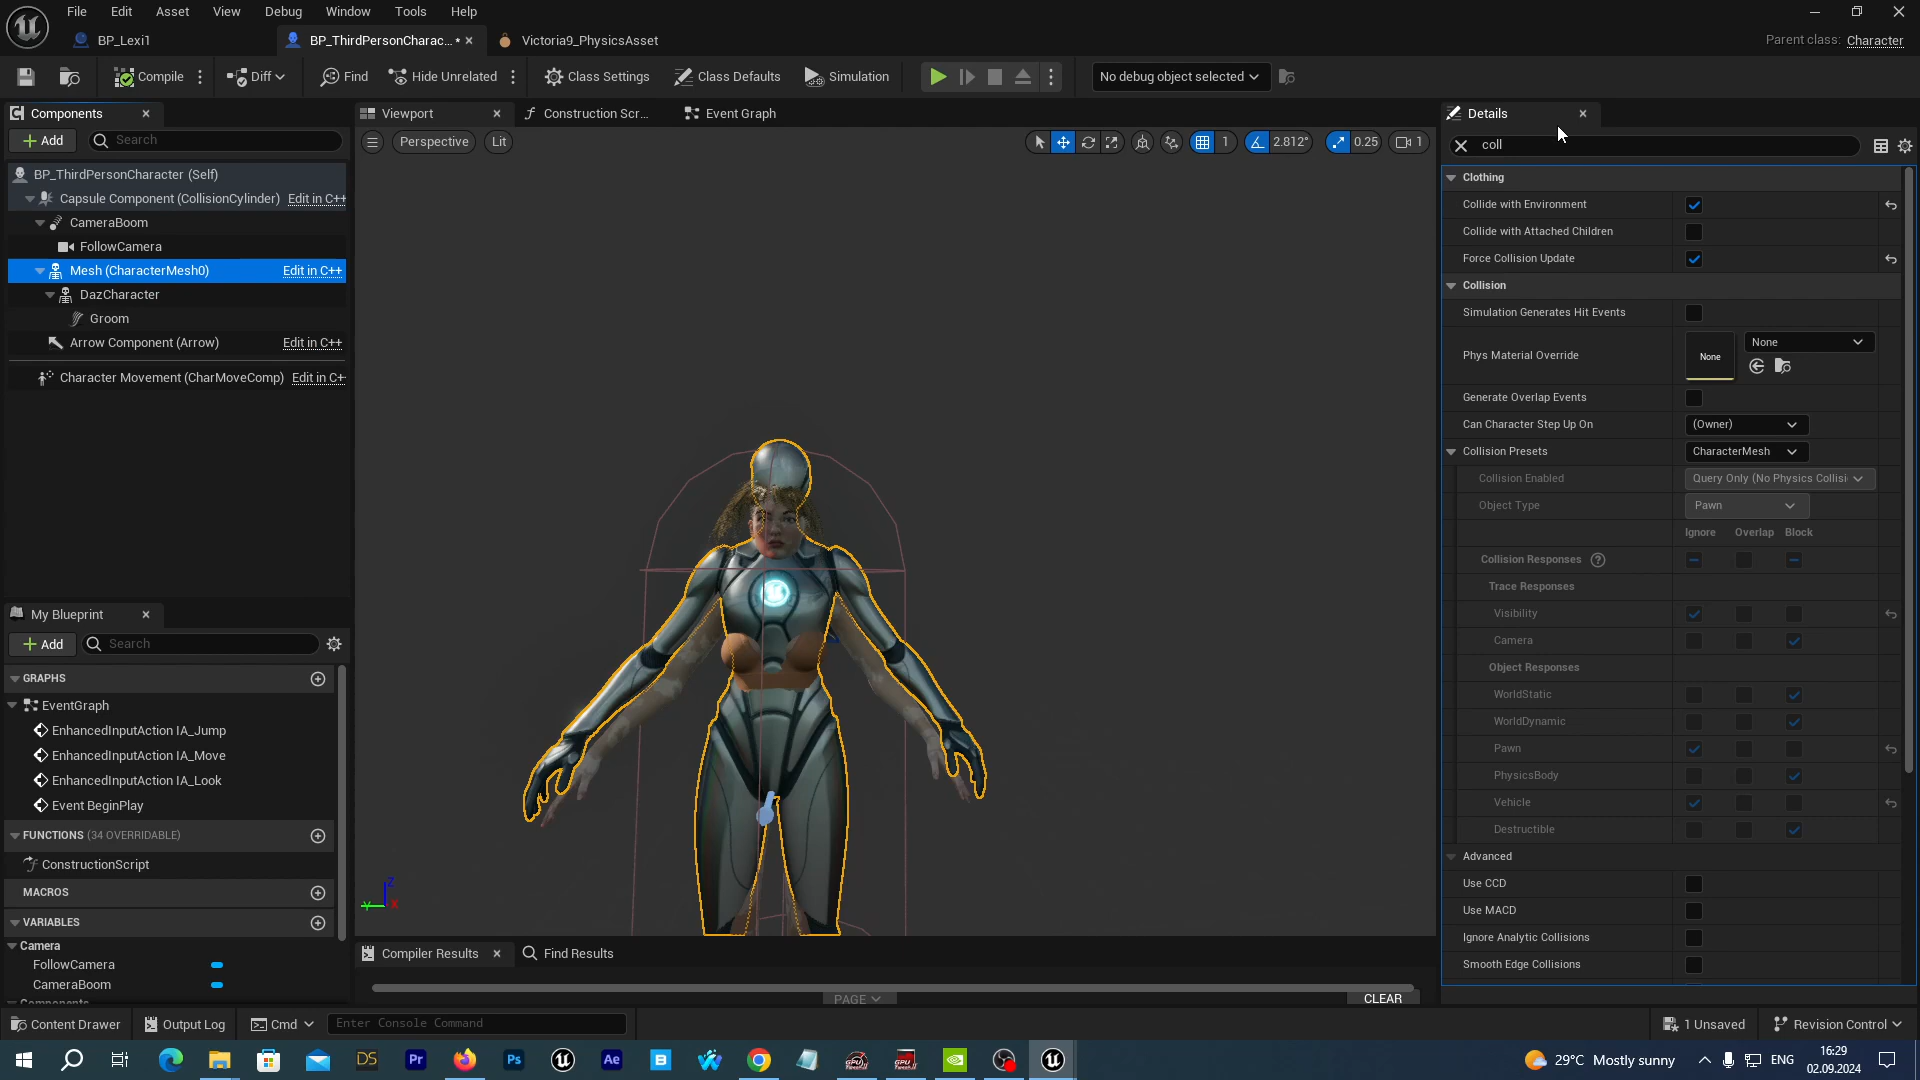 File Edit Asset View Debug Window Tools Help
BP_Lexi1
BP_ThirdPersonCharac... •
Victoria9_PhysicsAsset
Parent class: Character
Compile
Diff
Find
Hide Unrelated
Class Settings
Class Defaults
Simulation
No debug object selected
Components
Add
Search
BP_ThirdPersonCharacter (Self)
Capsule Component (CollisionCylinder) Edit in C++
CameraBoom
FollowCamera
Mesh (CharacterMesh0) Edit in C++
DazCharacter
Groom
Arrow Component (Arrow) Edit in C++
Character Movement (CharMoveComp) Edit in C+
My Blueprint
Add
Search
GRAPHS
EventGraph
EnhancedInputAction IA_Jump
EnhancedInputAction IA_Move
EnhancedInputAction IA_Look
Event BeginPlay
FUNCTIONS (34 OVERRIDABLE)
ConstructionScript
MACROS
VARIABLES
Camera
FollowCamera
CameraBoom
Components
Viewport
Construction Scr...
Event Graph
Perspective
Lit
1
2.812°
0.25
1
Z
Y
X
Compiler Results
Find Results
PAGE
CLEAR
Details
coll
Clothing
Collide with Environment
Collide with Attached Children
Force Collision Update
Collision
Simulation Generates Hit Events
Phys Material Override
None
None
Generate Overlap Events
Can Character Step Up On
(Owner)
Collision Presets
CharacterMesh
Collision Enabled
Query Only (No Physics Collisi
Object Type
Pawn
Ignore Overlap Block
Collision Responses
Trace Responses
Visibility
Camera
Object Responses
WorldStatic
WorldDynamic
Pawn
PhysicsBody
Vehicle
Destructible
Advanced
Use CCD
Use MACD
Ignore Analytic Collisions
Smooth Edge Collisions
Content Drawer
Output Log
Cmd
Enter Console Command
1 Unsaved
Revision Control
DS
Pr
Ps
Ae
GPU
GPU
29°C Mostly sunny
ENG
16:29
02.09.2024